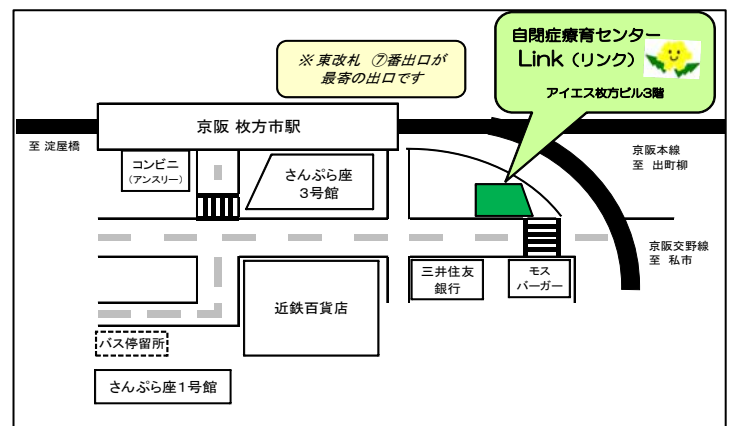 自閉症療育センター
Link(リンク)
アイエス枚方ビル3階
※ 東改札 ⑦番出口が
最寄の出口です
京阪 枚方市駅
至 淀屋橋
京阪本線
至 出町柳
コンビニ
(アンスリー)
さんぷら座
3号館
京阪交野線
至 私市
三井住友
銀行
モス
バーガー
近鉄百貨店
バス停留所
さんぷら座1号館